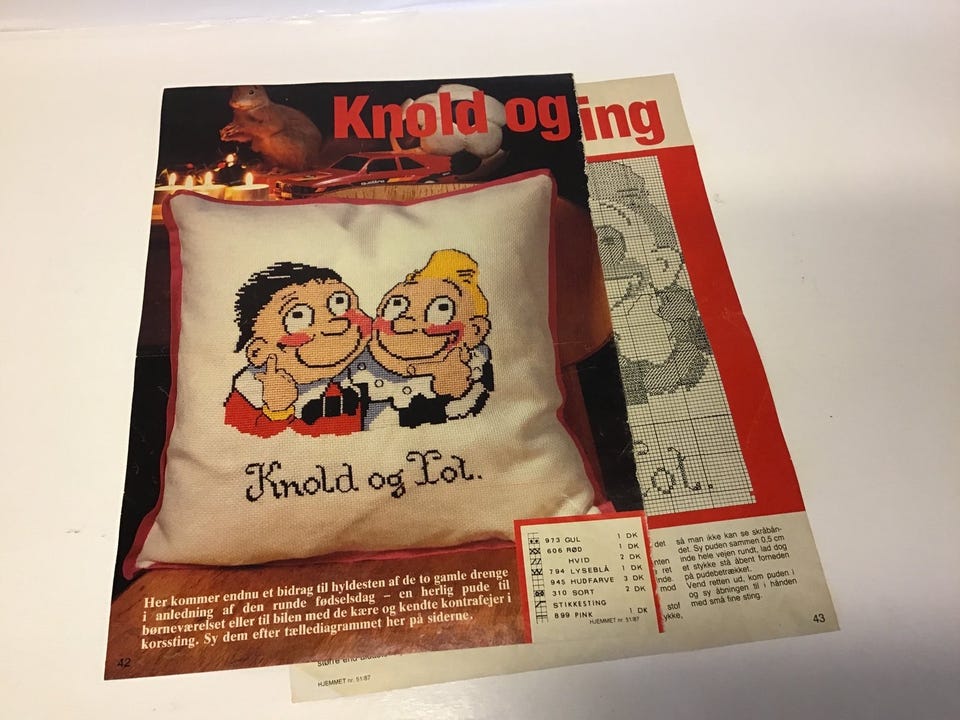 Knold og
ing
Quattro
Knold og Tot.
Tot.
Her kommer endnu et bidrag til hyldesten af de to gamle drenge
i anledning af den runde fødselsdag – en herlig pude til
børneværelset eller til bilen med de kære og kendte kontrafejer i
korssting. Sy dem efter tællediagrammet her på siderne.
42
973 GUL 1 DK
606 RØD 1 DK
HVID 2 DK
794 LYSEBLÅ 1 DK
945 HUDFARVE 3 DK
310 SORT 2 DK
STIKKESTING
899 PINK 1 DK
HJEMMET nr. 51/87
det så man ikke kan se skråbån-
det. Sy puden sammen 0,5 cm
inde hele vejen rundt, lad dog
ret et stykke stå åbent forneden
på pudebetrækket.
mod Vend retten ud, kom puden i
og sy åbningen til i hånden
stof med små fine sting.
43
HJEMMET nr. 51/87